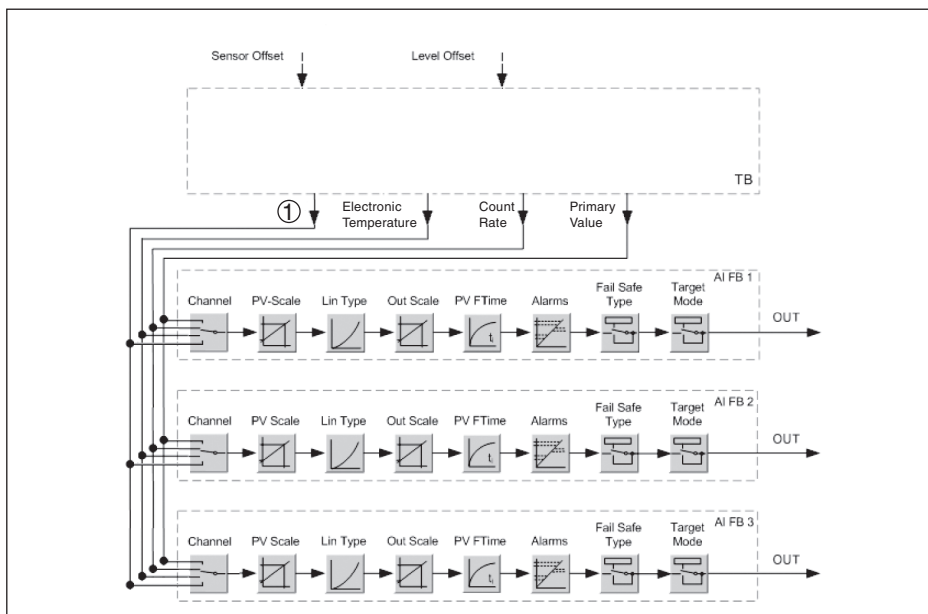 Sensor Offset
Level Offset
TB
①
Electronic
Temperature
Count
Rate
Primary
Value
AI FB 1
Channel
PV-Scale
Lin Type
Out Scale
PV FTime
Alarms
Fail Safe
Type
Target
Mode
t₁
OUT
AI FB 2
Channel
PV Scale
Lin Type
Out Scale
PV FTime
Alarms
Fail Safe
Type
Target
Mode
t₁
OUT
AI FB 3
Channel
PV Scale
Lin Type
Out Scale
PV FTime
Alarms
Fail Safe
Type
Target
Mode
t₁
OUT